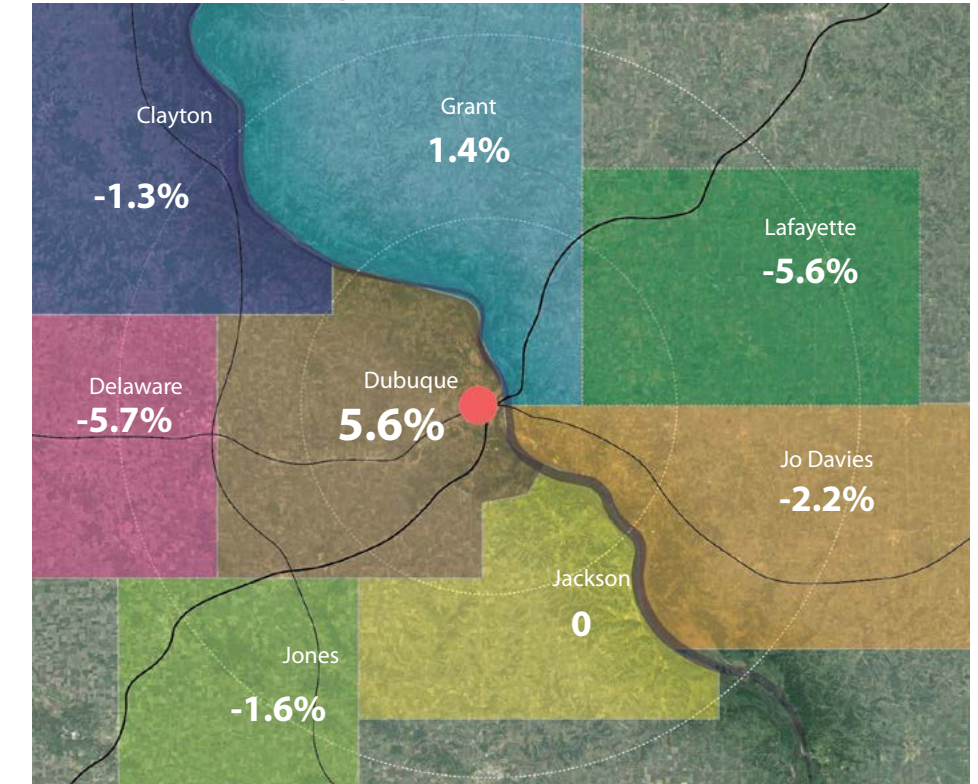 Clayton
-1.3%
Grant
1.4%
Lafayette
-5.6%
Delaware
-5.7%
Dubuque
5.6%
Jo Davies
-2.2%
Jackson
0
Jones
-1.6%